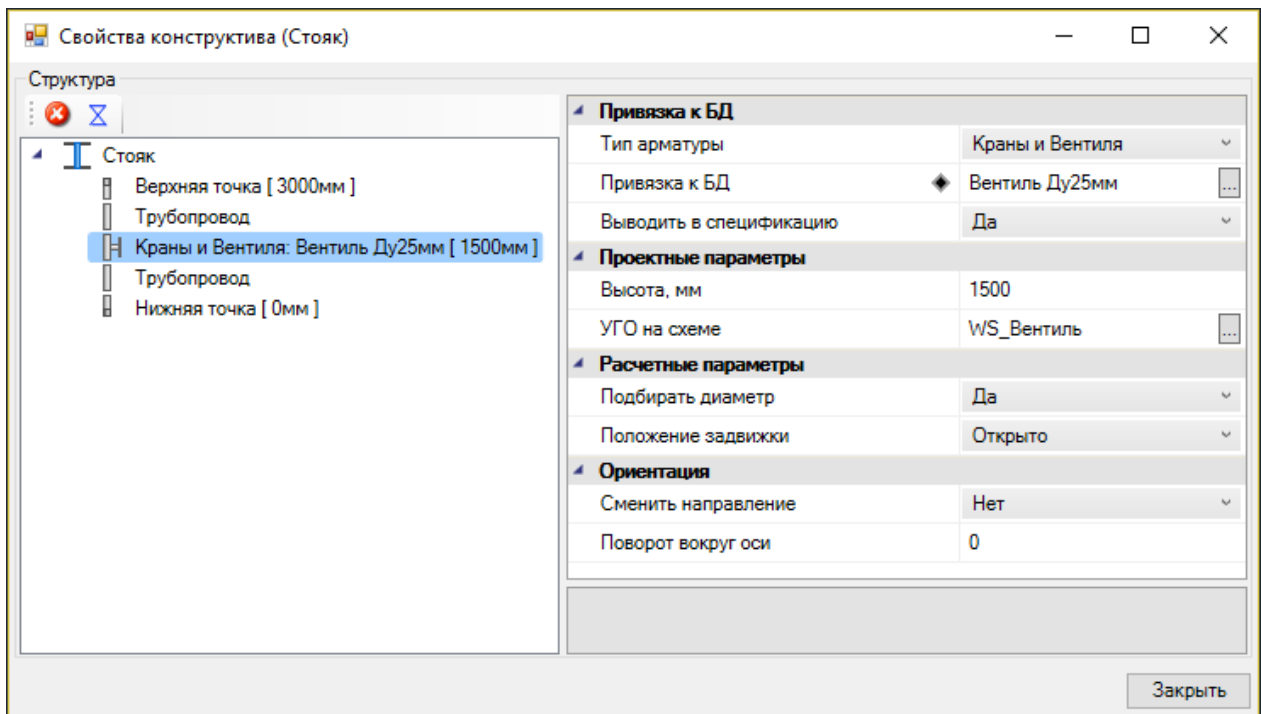 Свойства конструктива (Стояк)
Структура
Стояк
Верхняя точка [ 3000мм ]
Трубопровод
Краны и Вентиля: Вентиль Ду25мм [ 1500мм ]
Трубопровод
Нижняя точка [ 0мм ]
Привязка к БД
Тип арматуры Краны и Вентиля
Привязка к БД Вентиль Ду25мм ...
Выводить в спецификацию Да
Проектные параметры
Высота, мм 1500
УГО на схеме WS_Вентиль ...
Расчетные параметры
Подбирать диаметр Да
Положение задвижки Открыто
Ориентация
Сменить направление Нет
Поворот вокруг оси 0
Закрыть